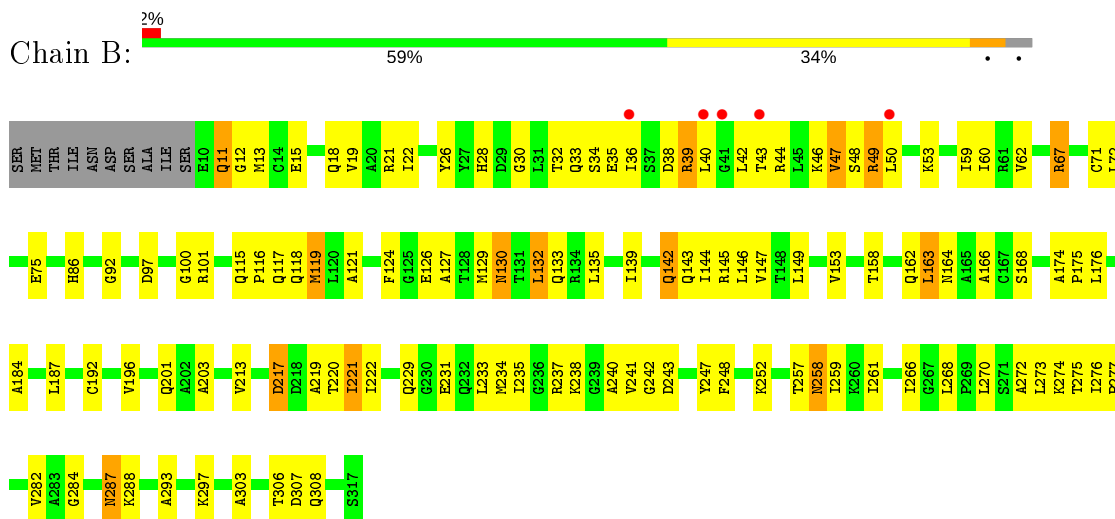 2%
Chain B:
59% 34% • •
SER MET THR ILE ASN ASP SER ALA ILE SER E10 Q11 G12 M13 C14 E15 Q18 V19 A20 R21 I22 Y26 Y27 H28 D29 G30 L31 T32 Q33 S34 E35 I36 S37 D38 R39 L40 G41 L42 T43 R44 L45 K46 V47 S48 R49 L50 K53 I59 I60 R61 V62 R67 C71
E75 H86 G92 D97 G100 R101 Q115 P116 Q117 Q118 M119 L120 A121 F124 G125 E126 A127 T128 M129 N130 T131 L132 Q133 R134 L135 I139 Q142 Q143 I144 R145 L146 V147 T148 L149 V153 T158 Q162 L163 N164 A165 A166 C167 S168 A174 P175 L176
A184 L187 C192 V196 Q201 A202 A203 V213 D217 D218 A219 T220 I221 I222 Q229 G230 E231 Q232 L233 M234 I235 G236 R237 K238 G239 A240 V241 G242 D243 Y247 F248 K252 T257 N258 I259 K260 I261 I266 G267 L268 P269 L270 S271 A272 L273 K274 T275 I276
V282 A283 G284 N287 K288 A293 K297 A303 T306 D307 Q308 S317